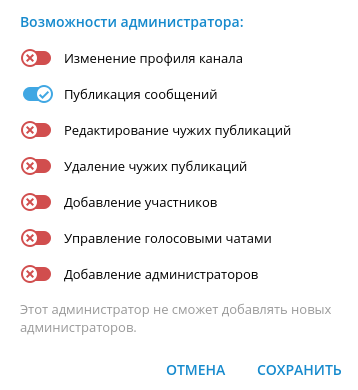 Возможности администратора:
Изменение профиля канала
Публикация сообщений
Редактирование чужих публикаций
Удаление чужих публикаций
Добавление участников
Управление голосовыми чатами
Добавление администраторов
Этот администратор не сможет добавлять новых
администраторов.
ОТМЕНА СОХРАНИТЬ